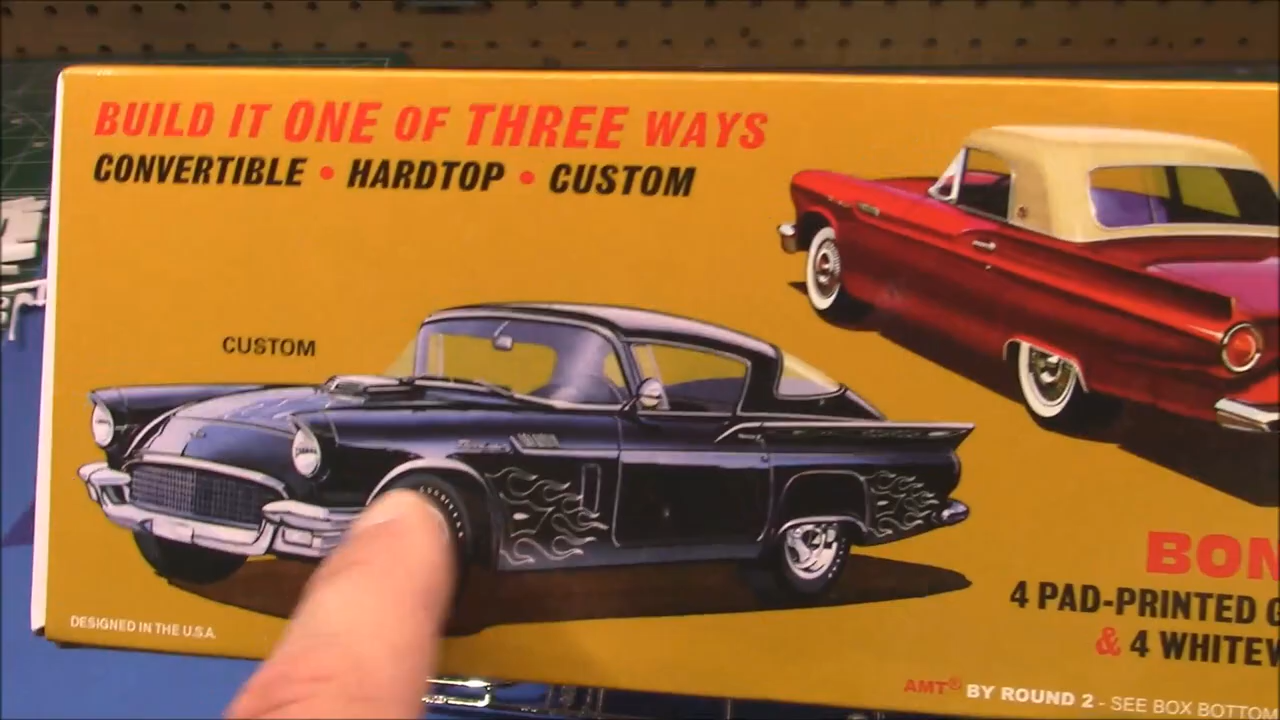 BUILD IT ONE OF THREE WAYS
CONVERTIBLE • HARDTOP • CUSTOM
CUSTOM
BON
4 PAD-PRINTED
& 4 WHITEW
DESIGNED IN THE U.S.A.
AMT® BY ROUND 2 - SEE BOX BOTTOM